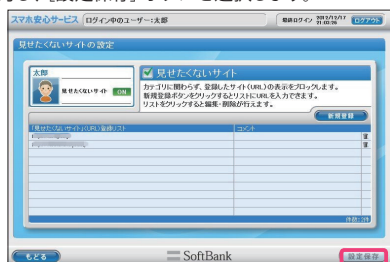 スマホ安心サービス ログイン中のユーザー:太郎 最終ログイン 2012/12/17 21:03:26 ログアウト
見せたくないサイトの設定
太郎
見せたくないサイト ON
見せたくないサイト
カテゴリに関わらず、登録したサイト(URL)の表示をブロックします。
新規登録ボタンをクリックするとリストにURLを入力できます。
リストをクリックすると編集・削除が行えます。
新規登録
「見せたくないサイト」(URL)登録リスト コメント
もどる SoftBank 設定保存